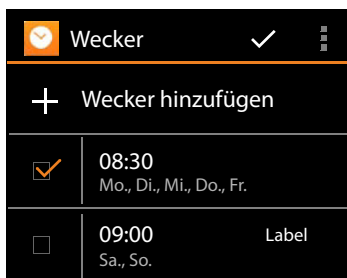 Wecker
Wecker hinzufügen
08:30
Mo., Di., Mi., Do., Fr.
09:00 Label
Sa., So.